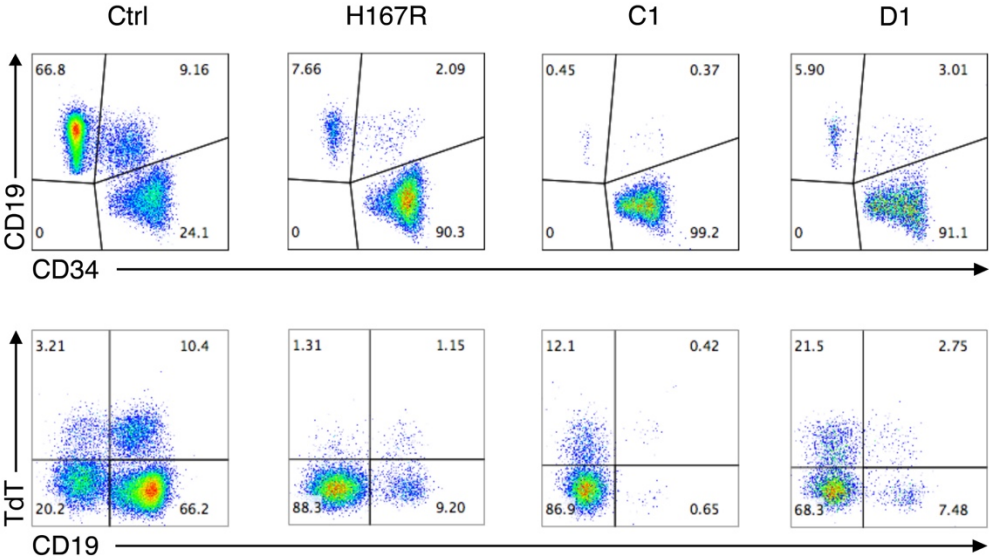 Ctrl H167R C1 D1
66.8 9.16 7.66 2.09 0.45 0.37 5.90 3.01
CD19
0 24.1 0 90.3 0 99.2 0 91.1
CD34
3.21 10.4 1.31 1.15 12.1 0.42 21.5 2.75
TdT
20.2 66.2 88.3 9.20 86.9 0.65 68.3 7.48
CD19